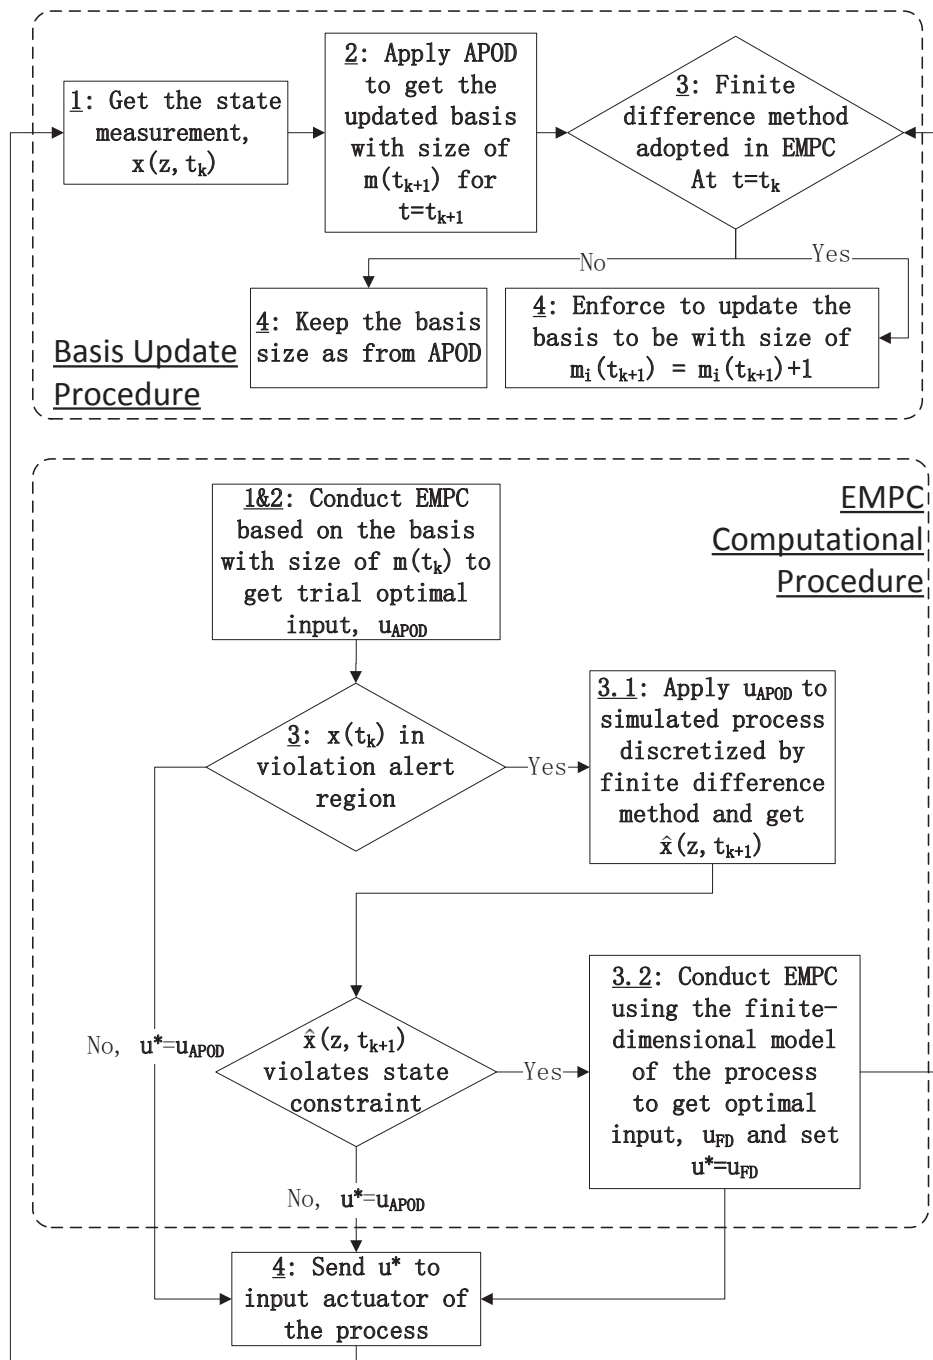 1: Get the state
measurement,
x(z, tk)
2: Apply APOD
to get the
updated basis
with size of
m(tk+1) for
t=tk+1
3: Finite
difference method
adopted in EMPC
At t=tk
No
Yes
4: Keep the basis
size as from APOD
4: Enforce to update the
basis to be with size of
mi(tk+1) = mi(tk+1)+1
Basis Update
Procedure
EMPC
Computational
Procedure
1&2: Conduct EMPC
based on the basis
with size of m(tk) to
get trial optimal
input, uAPOD
3: x(tk) in
violation alert
region
Yes
3.1: Apply uAPOD to
simulated process
discretized by
finite difference
method and get
x̂(z, tk+1)
No, u*=uAPOD
x̂(z, tk+1)
violates state
constraint
Yes
3.2: Conduct EMPC
using the finite-
dimensional model
of the process
to get optimal
input, uFD and set
u*=uFD
No, u*=uAPOD
4: Send u* to
input actuator of
the process